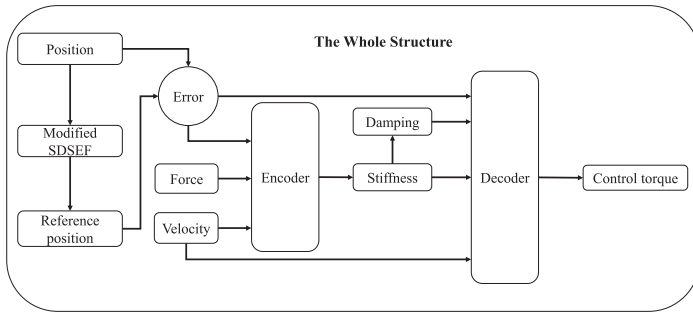 The Whole Structure
Position
Error
Modified
SDSEF
Reference
position
Force
Velocity
Encoder
Damping
Stiffness
Decoder
Control torque